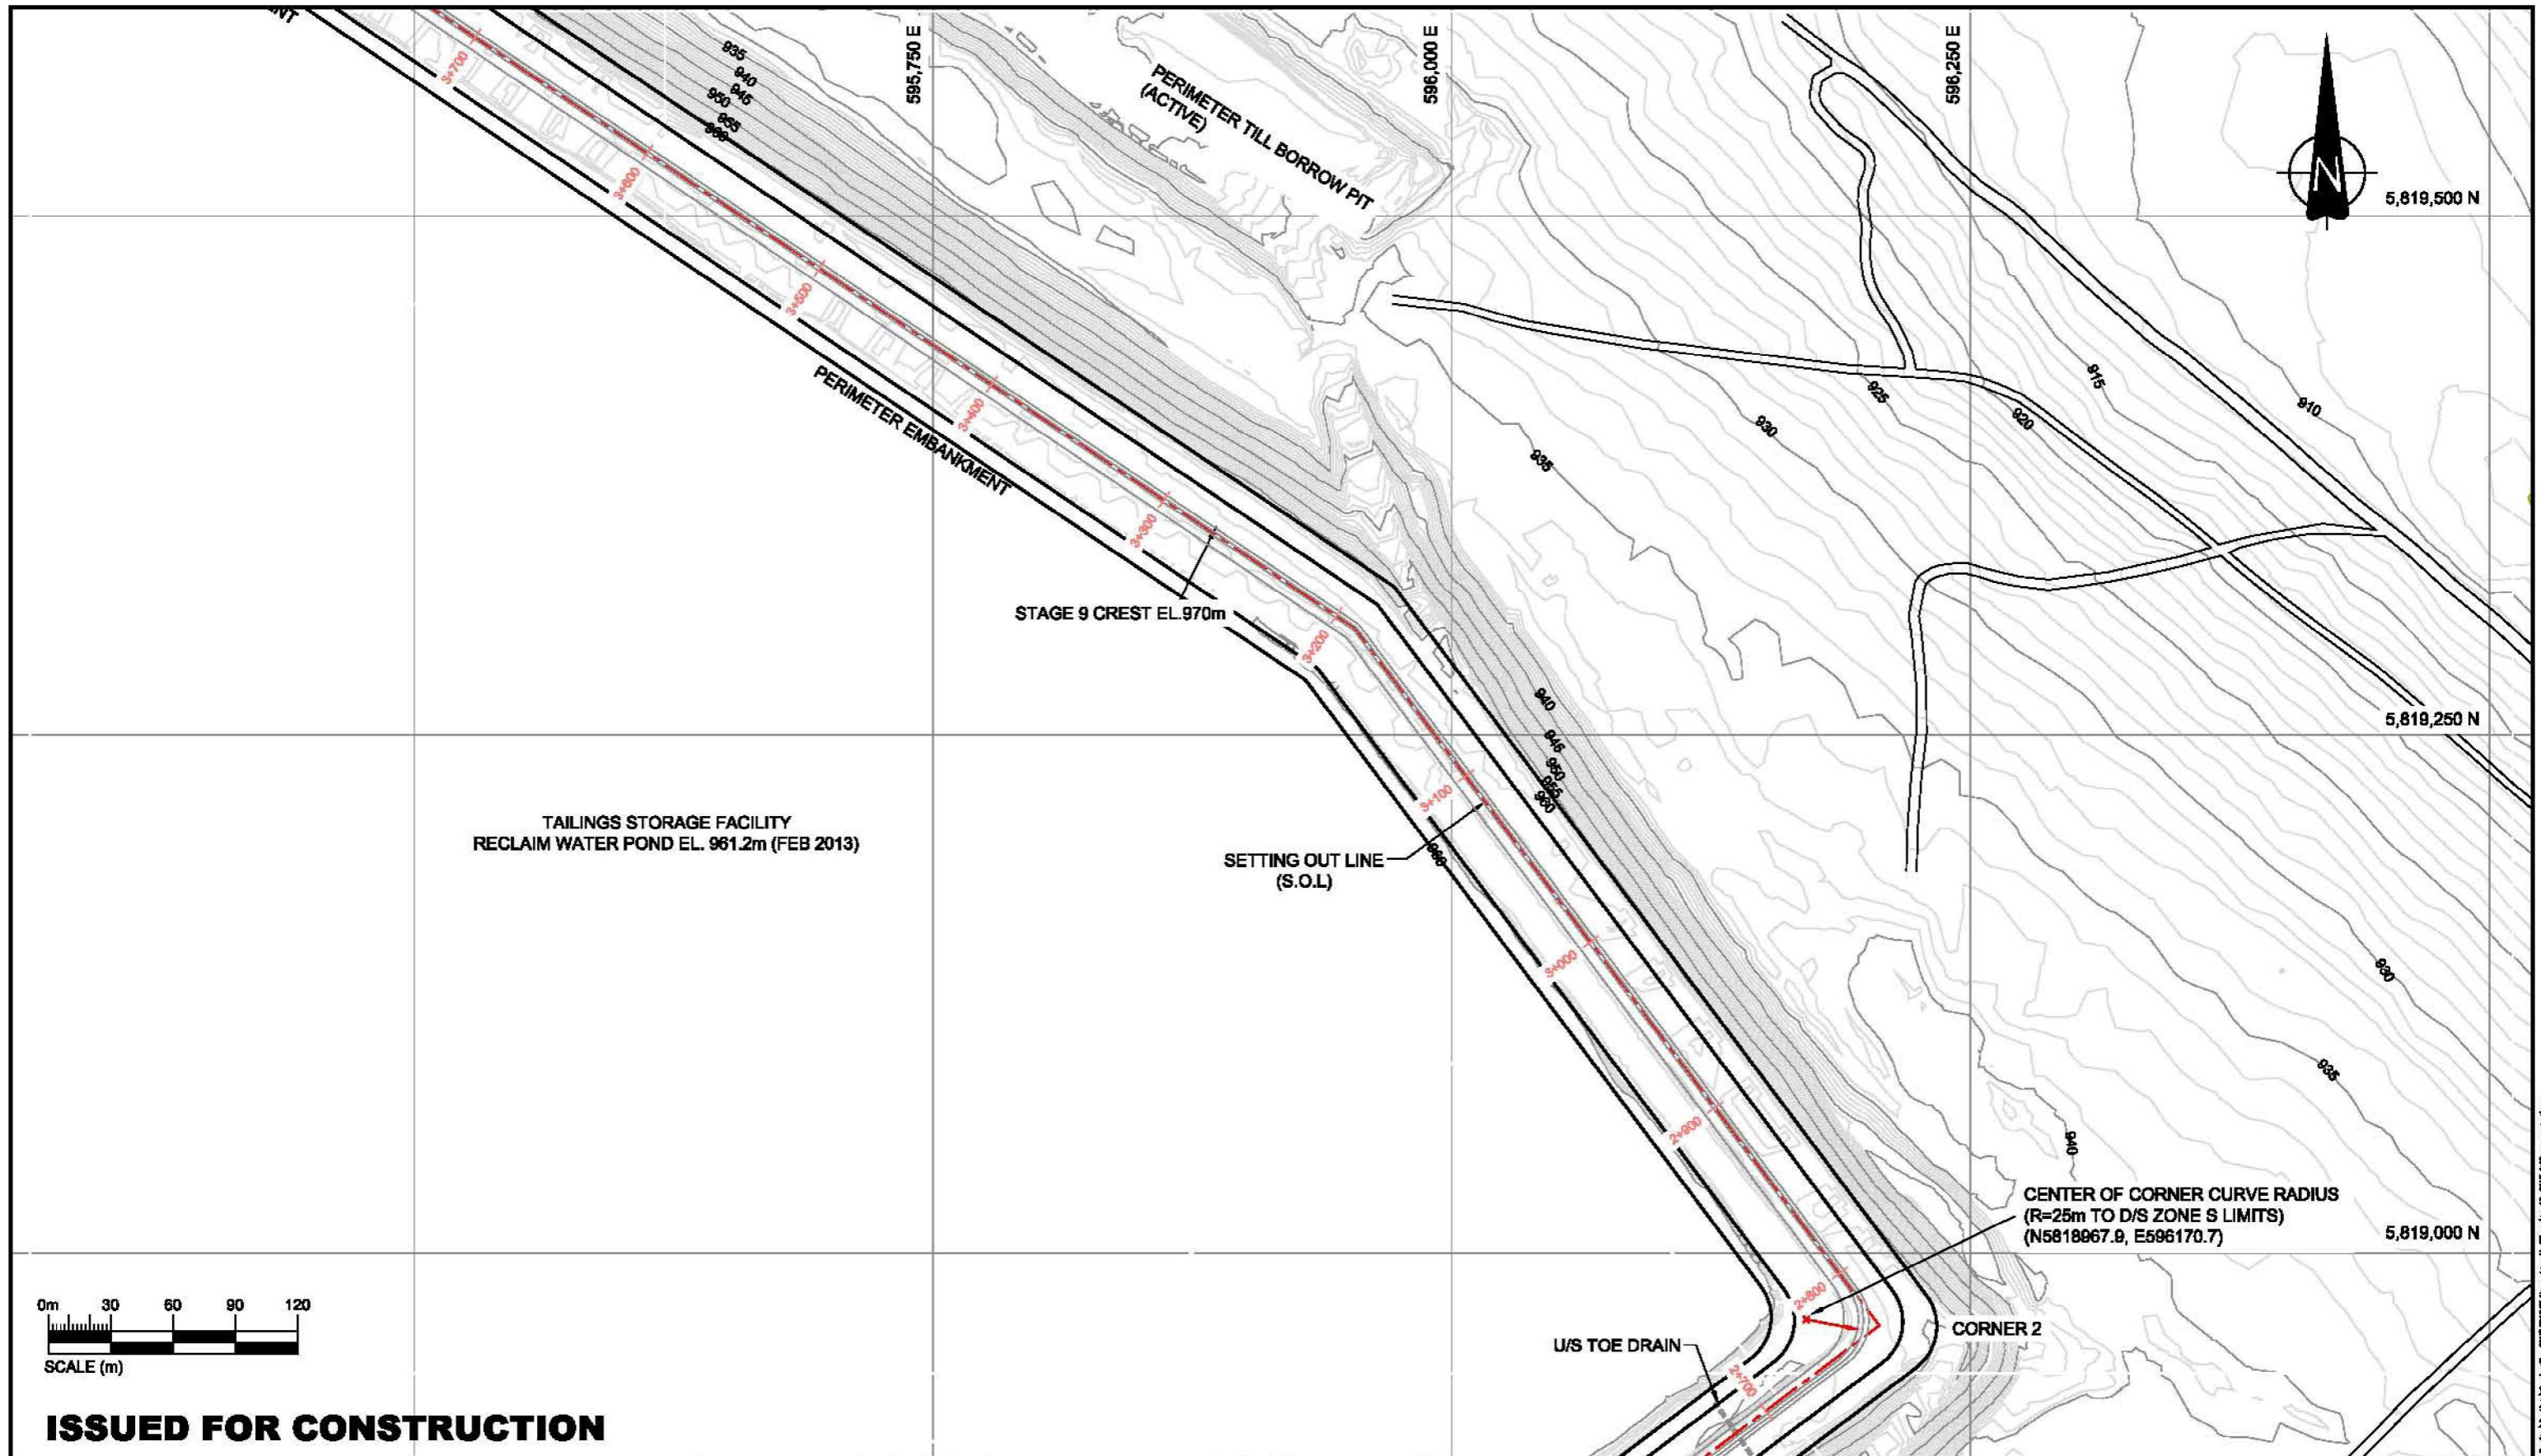 595,750 E
596,000 E
596,250 E
N
5,819,500 N
3+700
935
940
945
950
955
960
PERIMETER TILL BORROW PIT
(ACTIVE)
3+600
3+500
PERIMETER EMBANKMENT
3+400
3+300
915
910
925
920
930
935
STAGE 9 CREST EL.970m
3+200
5,819,250 N
940
945
950
955
960
3+100
TAILINGS STORAGE FACILITY
RECLAIM WATER POND EL. 961.2m (FEB 2013)
SETTING OUT LINE
(S.O.L)
960
3+000
930
2+900
935
940
CENTER OF CORNER CURVE RADIUS
(R=25m TO D/S ZONE S LIMITS)
(N5818967.9, E596170.7)
5,819,000 N
2+800
CORNER 2
U/S TOE DRAIN
2+700
0m 30 60 90 120
SCALE (m)
ISSUED FOR CONSTRUCTION